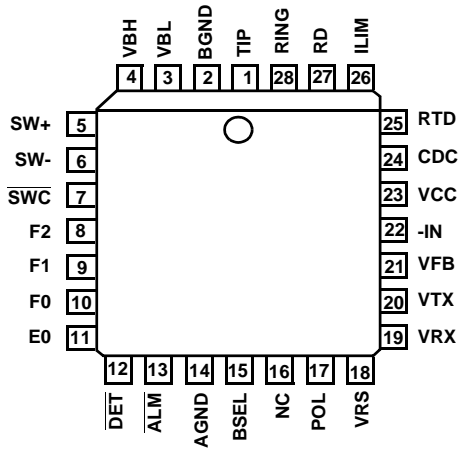 VBH VBL BGND TIP RING RD ILIM
4 3 2 1 28 27 26
SW+ 5 25 RTD
SW- 6 24 CDC
SWC 7 23 VCC
F2 8 22 -IN
F1 9 21 VFB
F0 10 20 VTX
E0 11 19 VRX
12 13 14 15 16 17 18
DET ALM AGND BSEL NC POL VRS